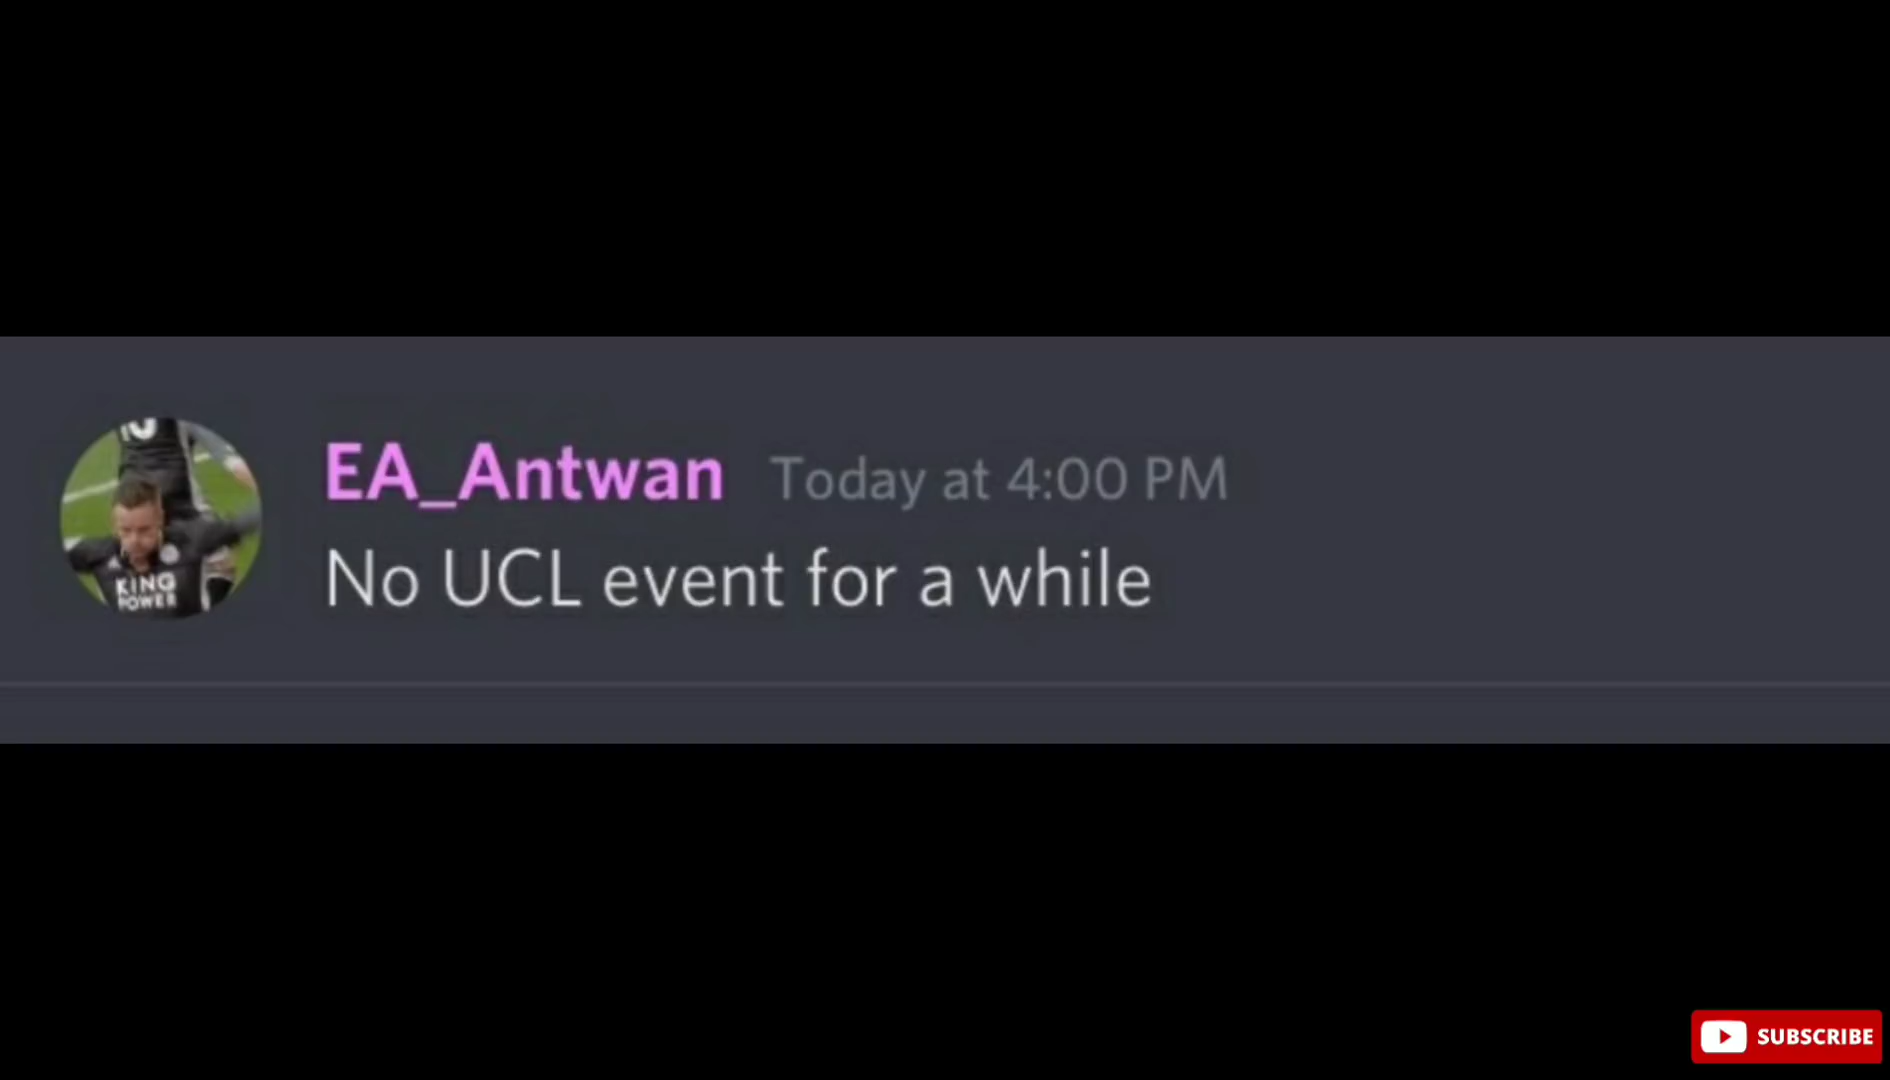 EA_Antwan Today at 4:00 PM
No UCL event for a while
KING
POWER
SUBSCRIBE